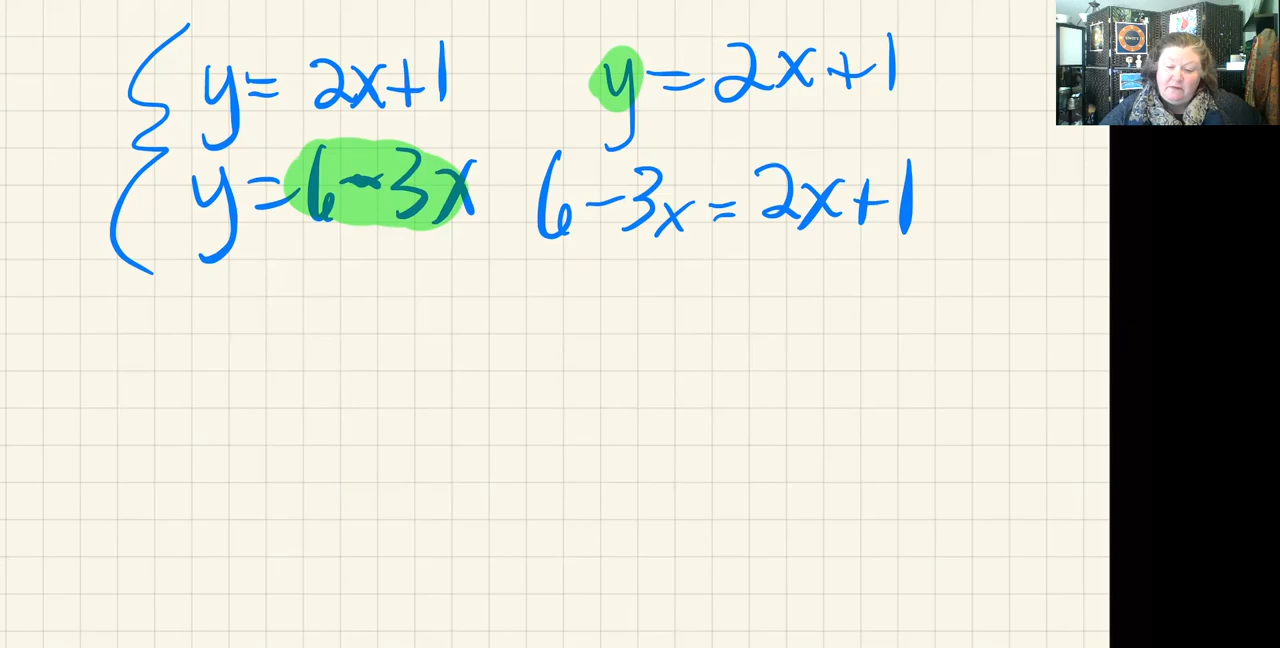 y = 2x+1
y = 6-3x
y = 2x+1
6-3x = 2x+1